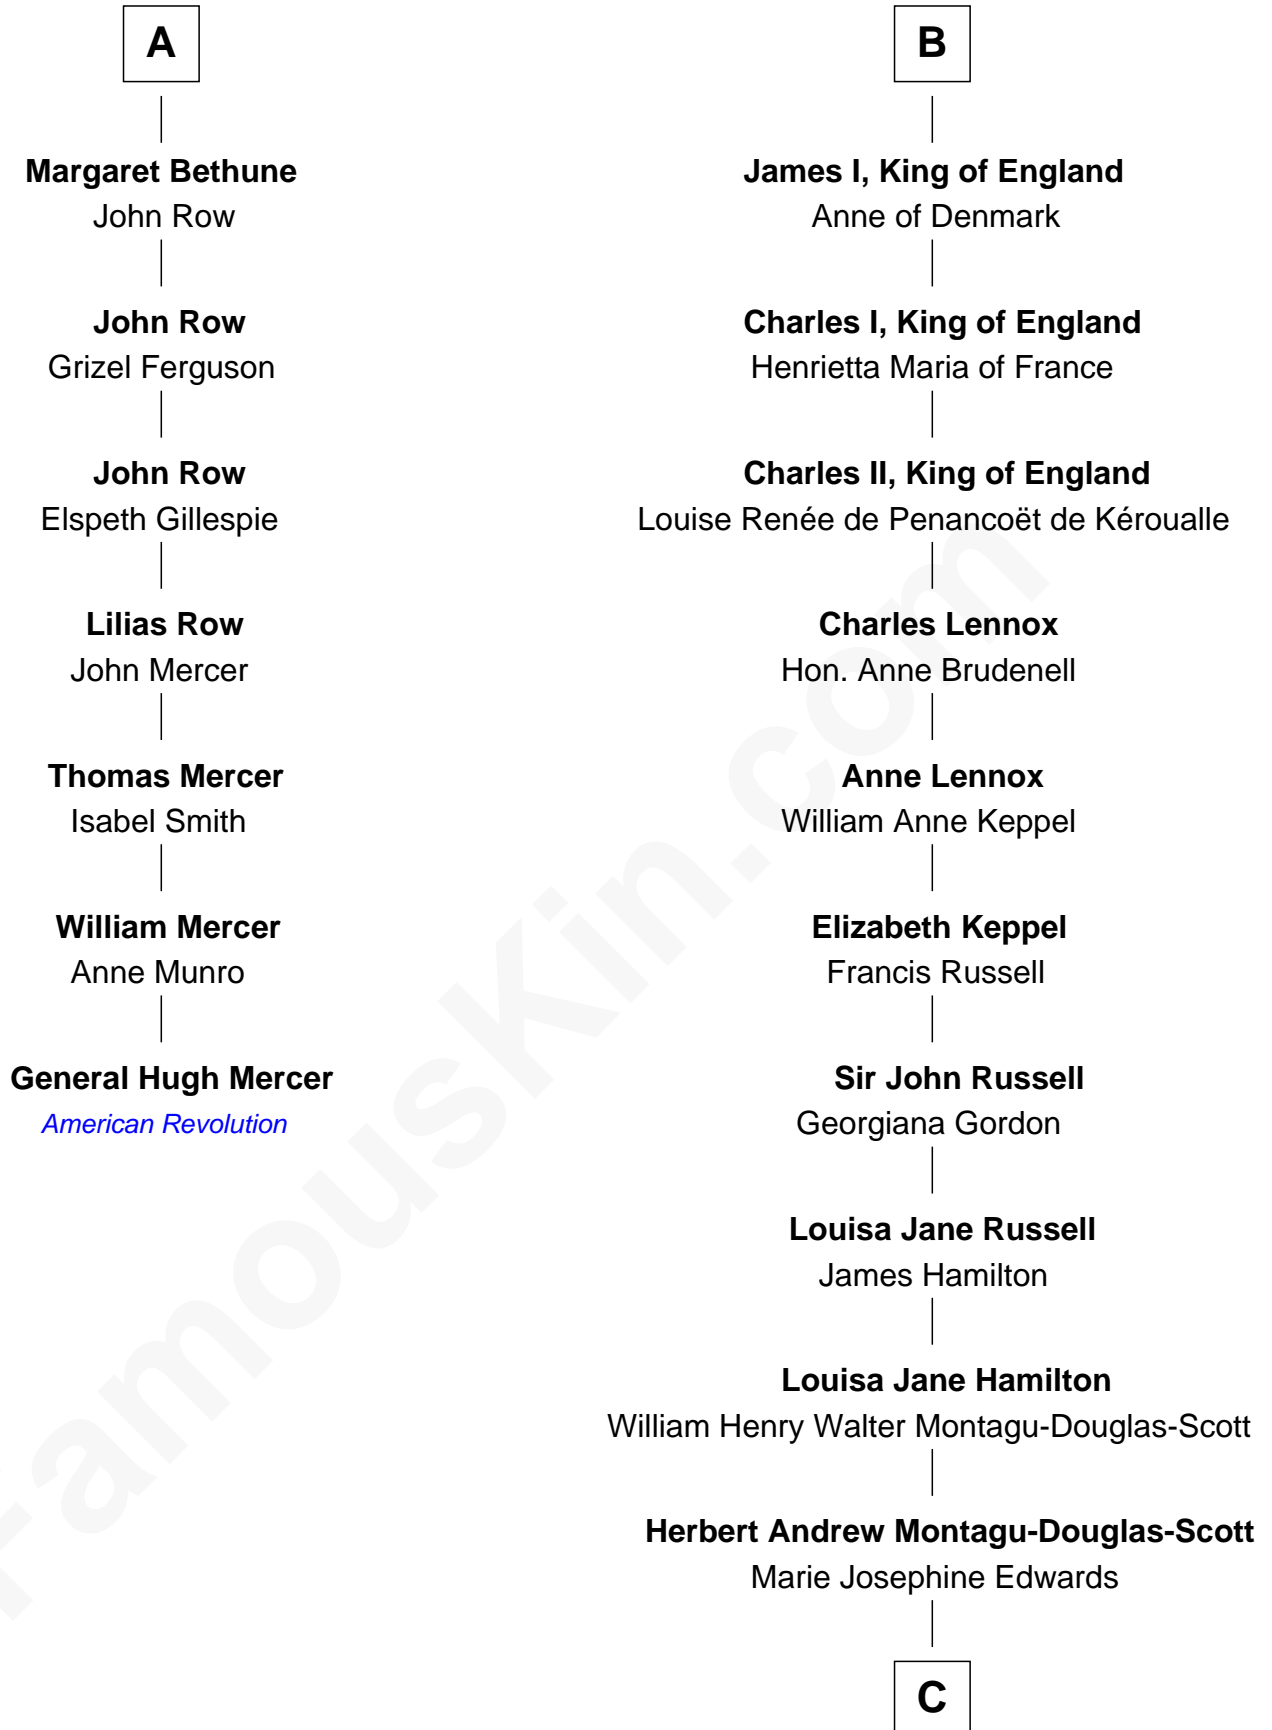 A
Margaret Bethune
John Row
John Row
Grizel Ferguson
John Row
Elspeth Gillespie
Lilias Row
John Mercer
Thomas Mercer
Isabel Smith
William Mercer
Anne Munro
General Hugh Mercer
American Revolution
B
James I, King of England
Anne of Denmark
Charles I, King of England
Henrietta Maria of France
Charles II, King of England
Louise Renée de Penancoët de Kéroualle
Charles Lennox
Hon. Anne Brudenell
Anne Lennox
William Anne Keppel
Elizabeth Keppel
Francis Russell
Sir John Russell
Georgiana Gordon
Louisa Jane Russell
James Hamilton
Louisa Jane Hamilton
William Henry Walter Montagu-Douglas-Scott
Herbert Andrew Montagu-Douglas-Scott
Marie Josephine Edwards
C
FamousKin.com